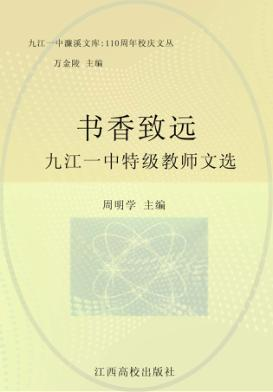 九江一中濂溪文库:110周年校庆文丛
万金陵 主编
书香致远
九江一中特级教师文选
周明学 主编
江西高校出版社